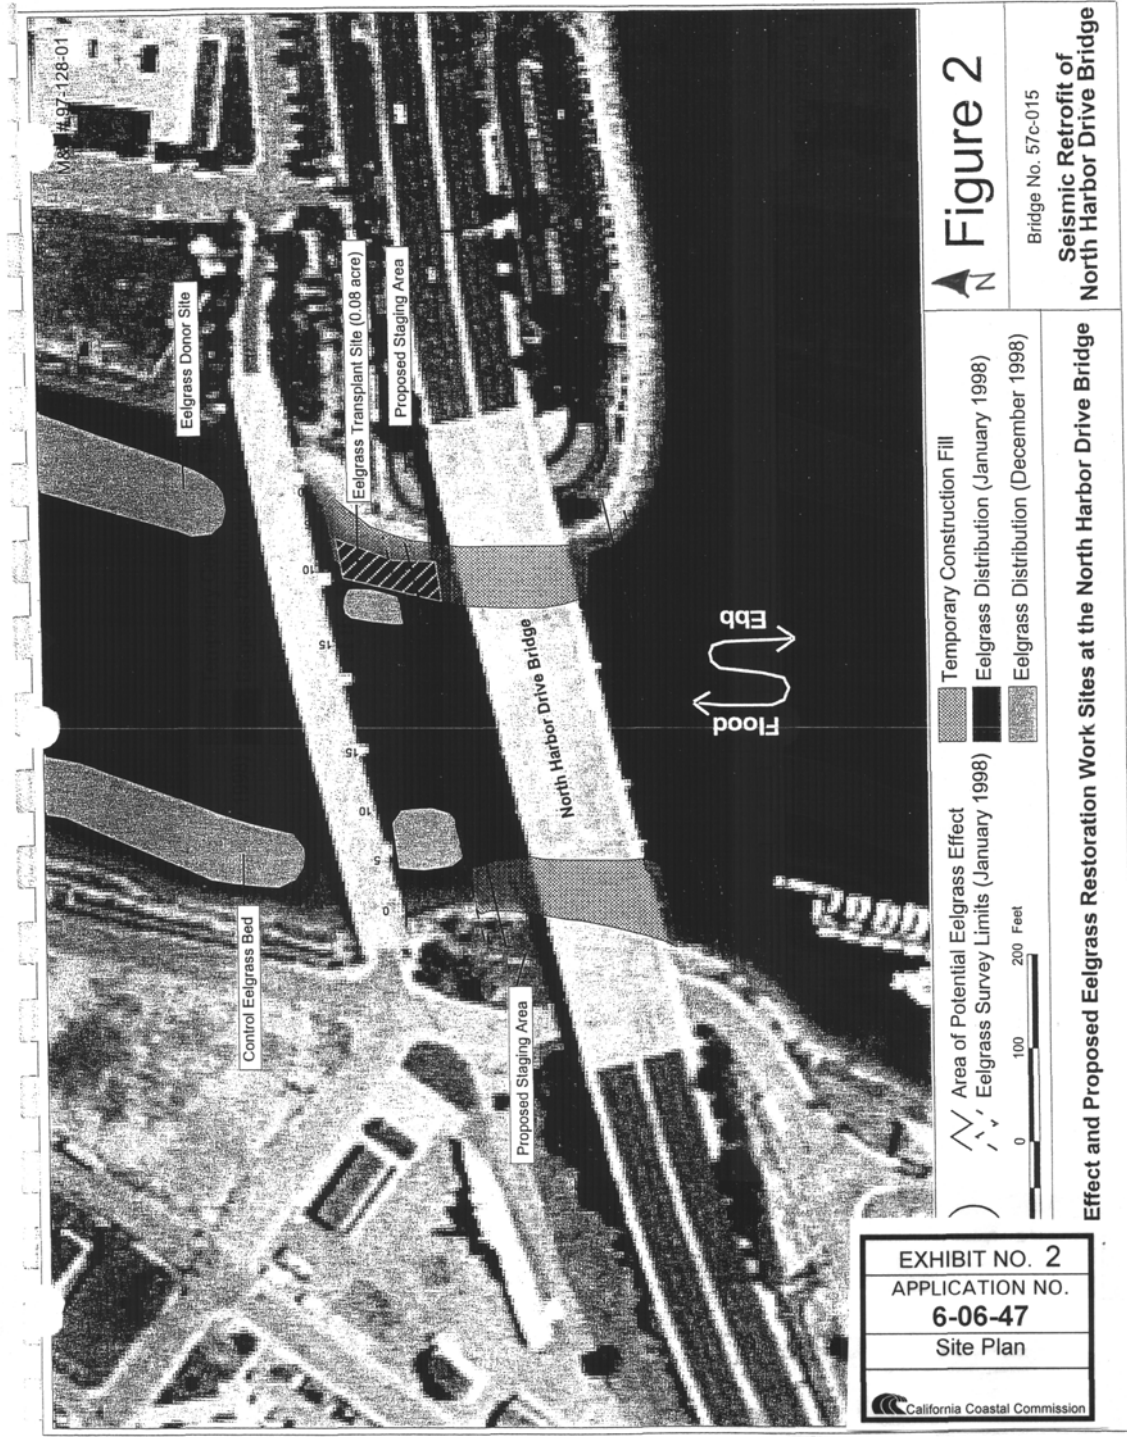 M&A #97-128-01
Eelgrass Donor Site
Eelgrass Transplant Site (0.08 acre)
Proposed Staging Area
Control Eelgrass Bed
Proposed Staging Area
North Harbor Drive Bridge
0
5
10
15
15
10
0
Flood
Ebb
Area of Potential Eelgrass Effect
Eelgrass Survey Limits (January 1998)
0 100 200 Feet
Temporary Construction Fill
Eelgrass Distribution (January 1998)
Eelgrass Distribution (December 1998)
N
Figure 2
Bridge No. 57c-015
Seismic Retrofit of
North Harbor Drive Bridge
Effect and Proposed Eelgrass Restoration Work Sites at the North Harbor Drive Bridge
EXHIBIT NO. 2
APPLICATION NO.
6-06-47
Site Plan
California Coastal Commission